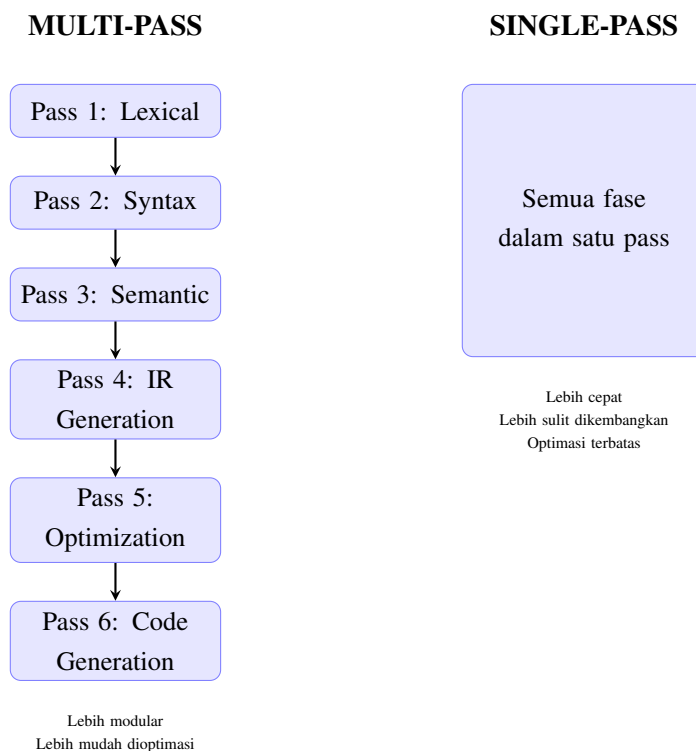 MULTI-PASS
Pass 1: Lexical
Pass 2: Syntax
Pass 3: Semantic
Pass 4: IR
Generation
Pass 5:
Optimization
Pass 6: Code
Generation
Lebih modular
Lebih mudah dioptimasi
SINGLE-PASS
Semua fase
dalam satu pass
Lebih cepat
Lebih sulit dikembangkan
Optimasi terbatas